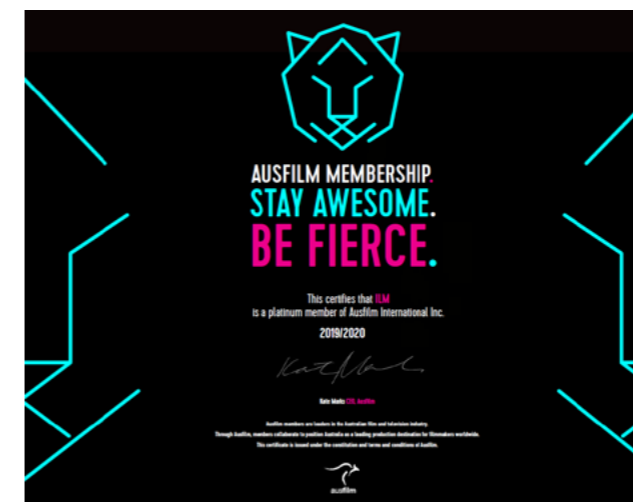 AUSFILM MEMBERSHIP.
STAY AWESOME.
BE FIERCE.
This certifies that ILM
is a platinum member of Ausfilm International Inc.
2019/2020
Kate Marks CEO, Ausfilm
Ausfilm members are leaders in the Australian film and television industry.
Through Ausfilm, members collaborate to position Australia as a leading production destination for filmmakers worldwide.
This certificate is issued under the constitution and terms and conditions of Ausfilm.
ausfilm